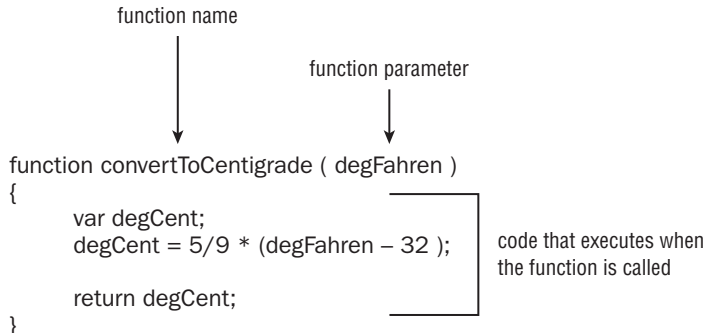 function name
function parameter
function convertToCentigrade ( degFahren )
{
var degCent;
degCent = 5/9 * (degFahren – 32 );
code that executes when
the function is called
return degCent;
}